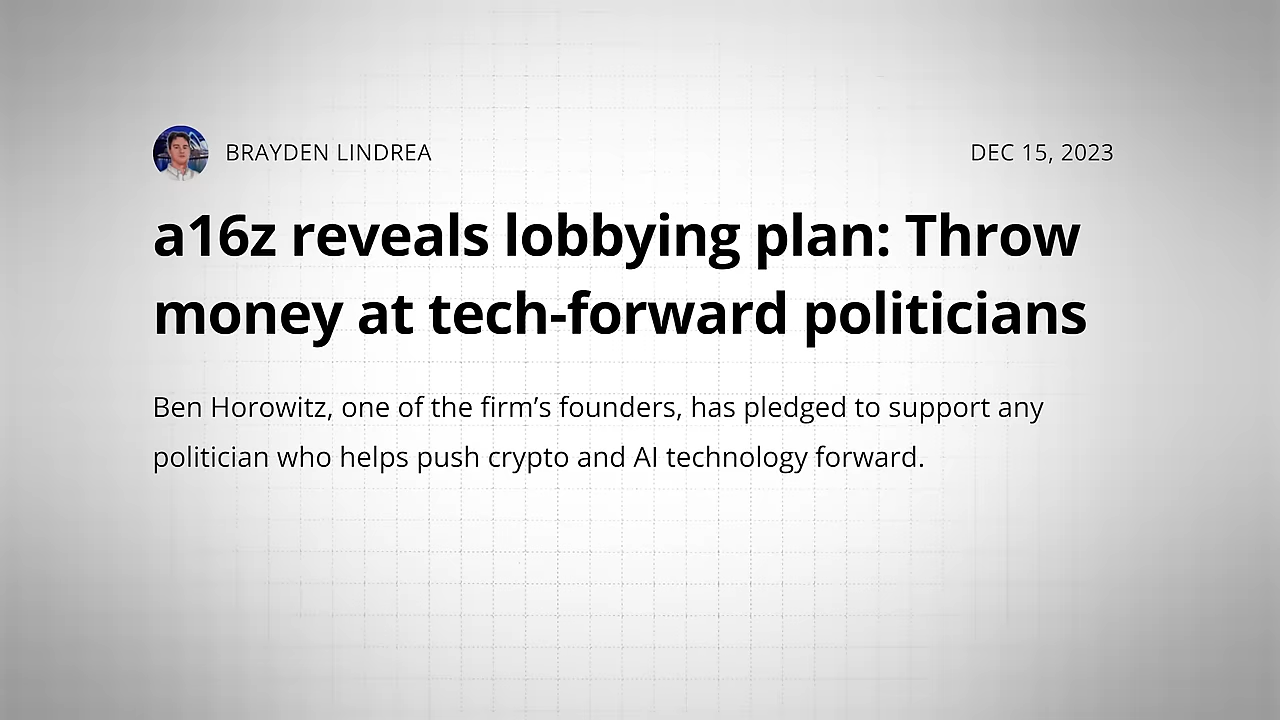 BRAYDEN LINDREA
DEC 15, 2023
a16z reveals lobbying plan: Throw
money at tech-forward politicians
Ben Horowitz, one of the firm’s founders, has pledged to support any
politician who helps push crypto and AI technology forward.